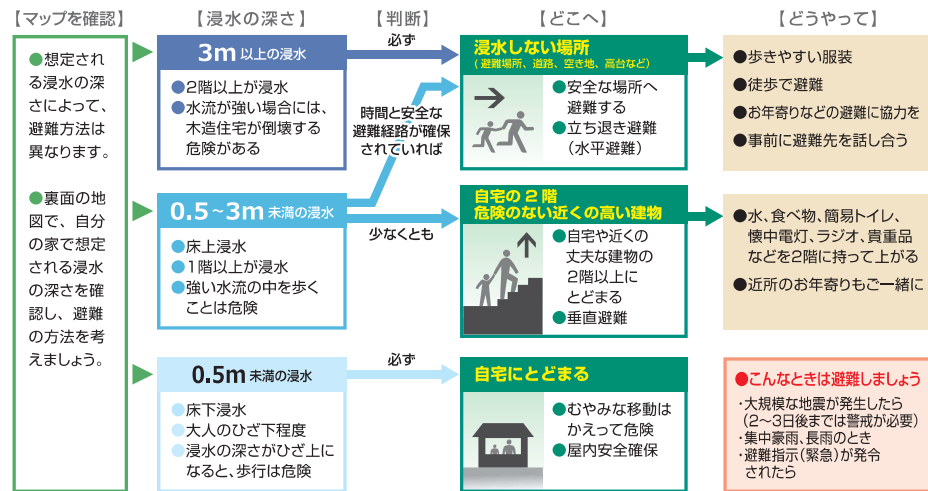 【マップを確認】
【浸水の深さ】
【判断】
【どこへ】
【どうやって】
●想定され
る浸水の深
さによって、
避難方法は
異なります。
●裏面の地
図で、自分
の家で想定
される浸水
の深さを確
認し、避難
の方法を考
えましょう。
3m 以上の浸水
●2階以上が浸水
●水流が強い場合には、
木造住宅が倒壊する
危険がある
必ず
時間と安全な
避難経路が確保
されていれば
浸水しない場所
(避難場所、道路、空き地、高台など)
●安全な場所へ
避難する
●立ち退き避難
(水平避難)
●歩きやすい服装
●徒歩で避難
●お年寄りなどの避難に協力を
●事前に避難先を話し合う
0.5~3m 未満の浸水
●床上浸水
●1階以上が浸水
●強い水流の中を歩く
ことは危険
少なくとも
自宅の2階
危険のない近くの高い建物
●自宅や近くの
丈夫な建物の
2階以上に
とどまる
●垂直避難
●水、食べ物、簡易トイレ、
懐中電灯、ラジオ、貴重品
などを2階に持って上がる
●近所のお年寄りもご一緒に
0.5m 未満の浸水
●床下浸水
●大人のひざ下程度
●浸水の深さがひざ上に
なると、歩行は危険
必ず
自宅にとどまる
●むやみな移動は
かえって危険
●屋内安全確保
●こんなときは避難しましょう
・大規模な地震が発生したら
(2~3日後までは警戒が必要)
・集中豪雨、長雨のとき
・避難指示(緊急)が発令
されたら